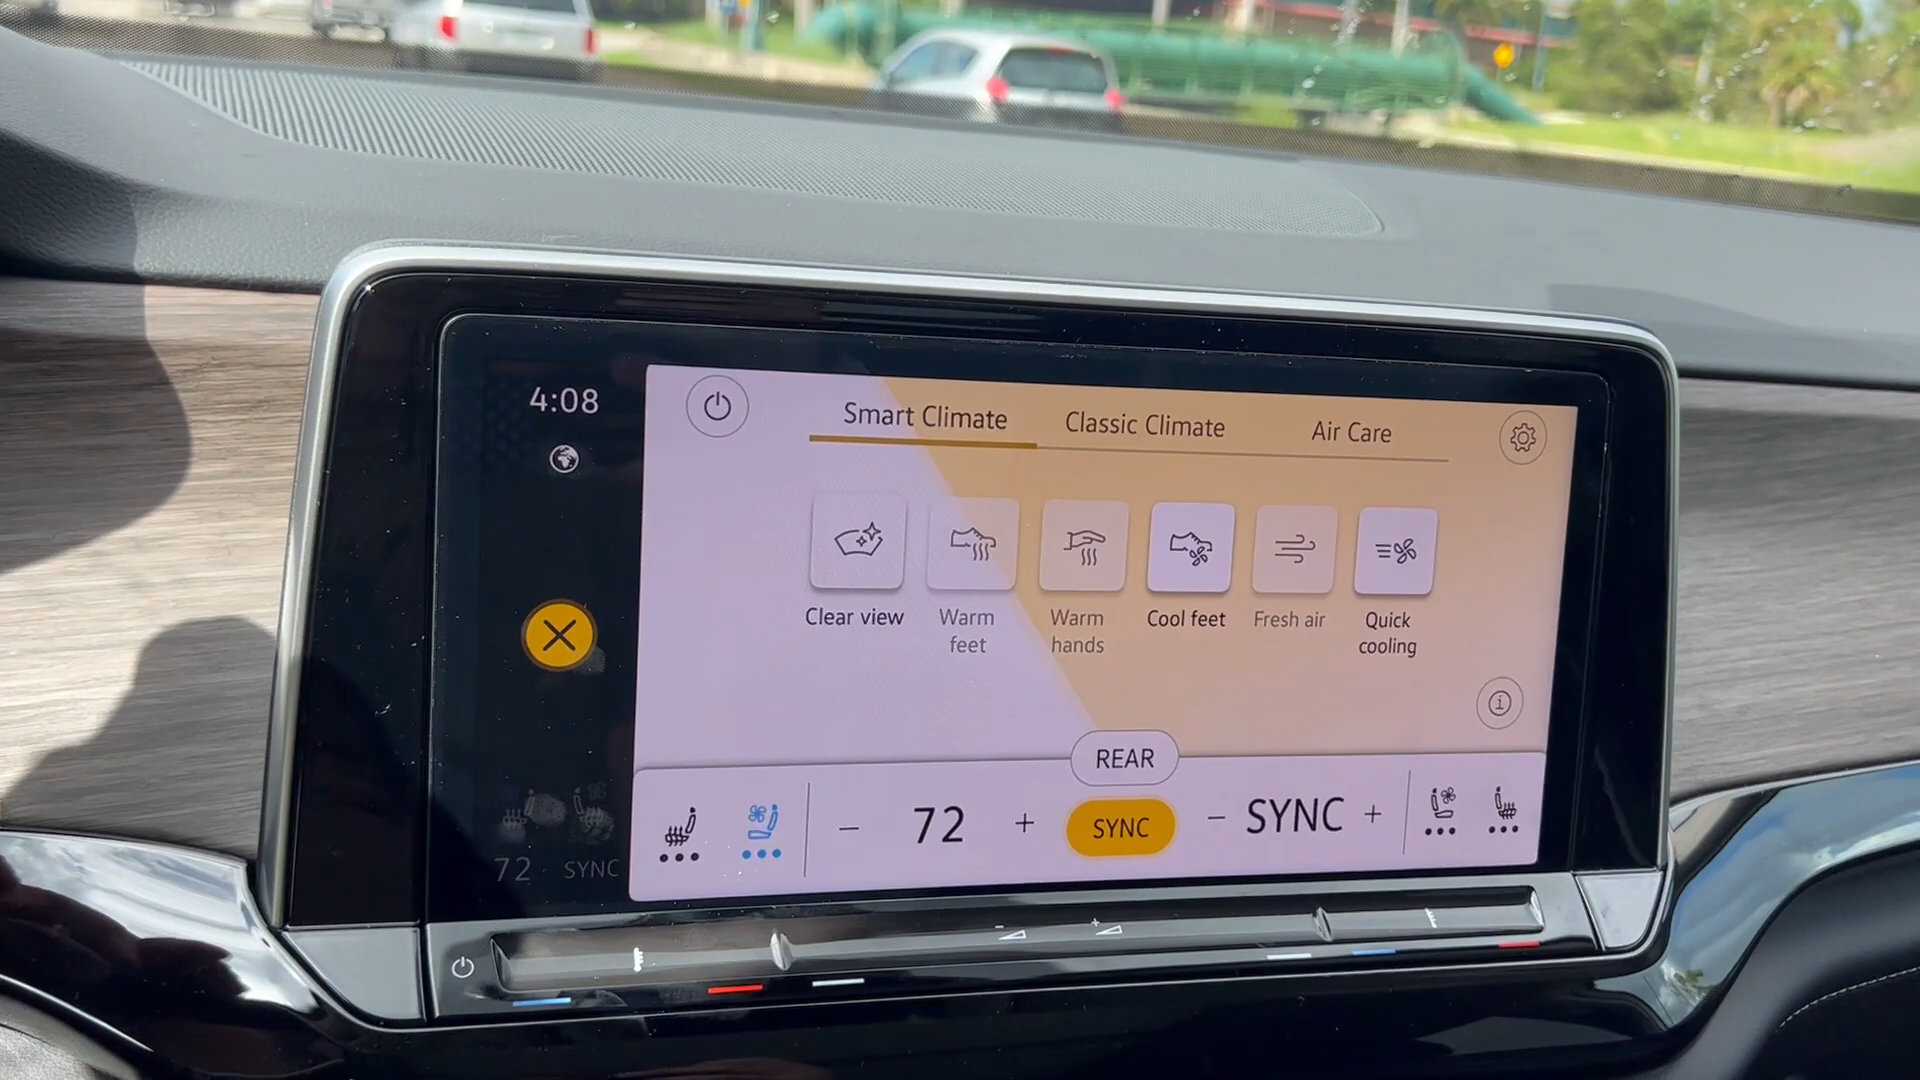 4:08
Smart Climate
Classic Climate
Air Care
Clear view
Warm
feet
Warm
hands
Cool feet
Fresh air
Quick
cooling
REAR
− 72 +
SYNC
− SYNC +
72 · SYNC